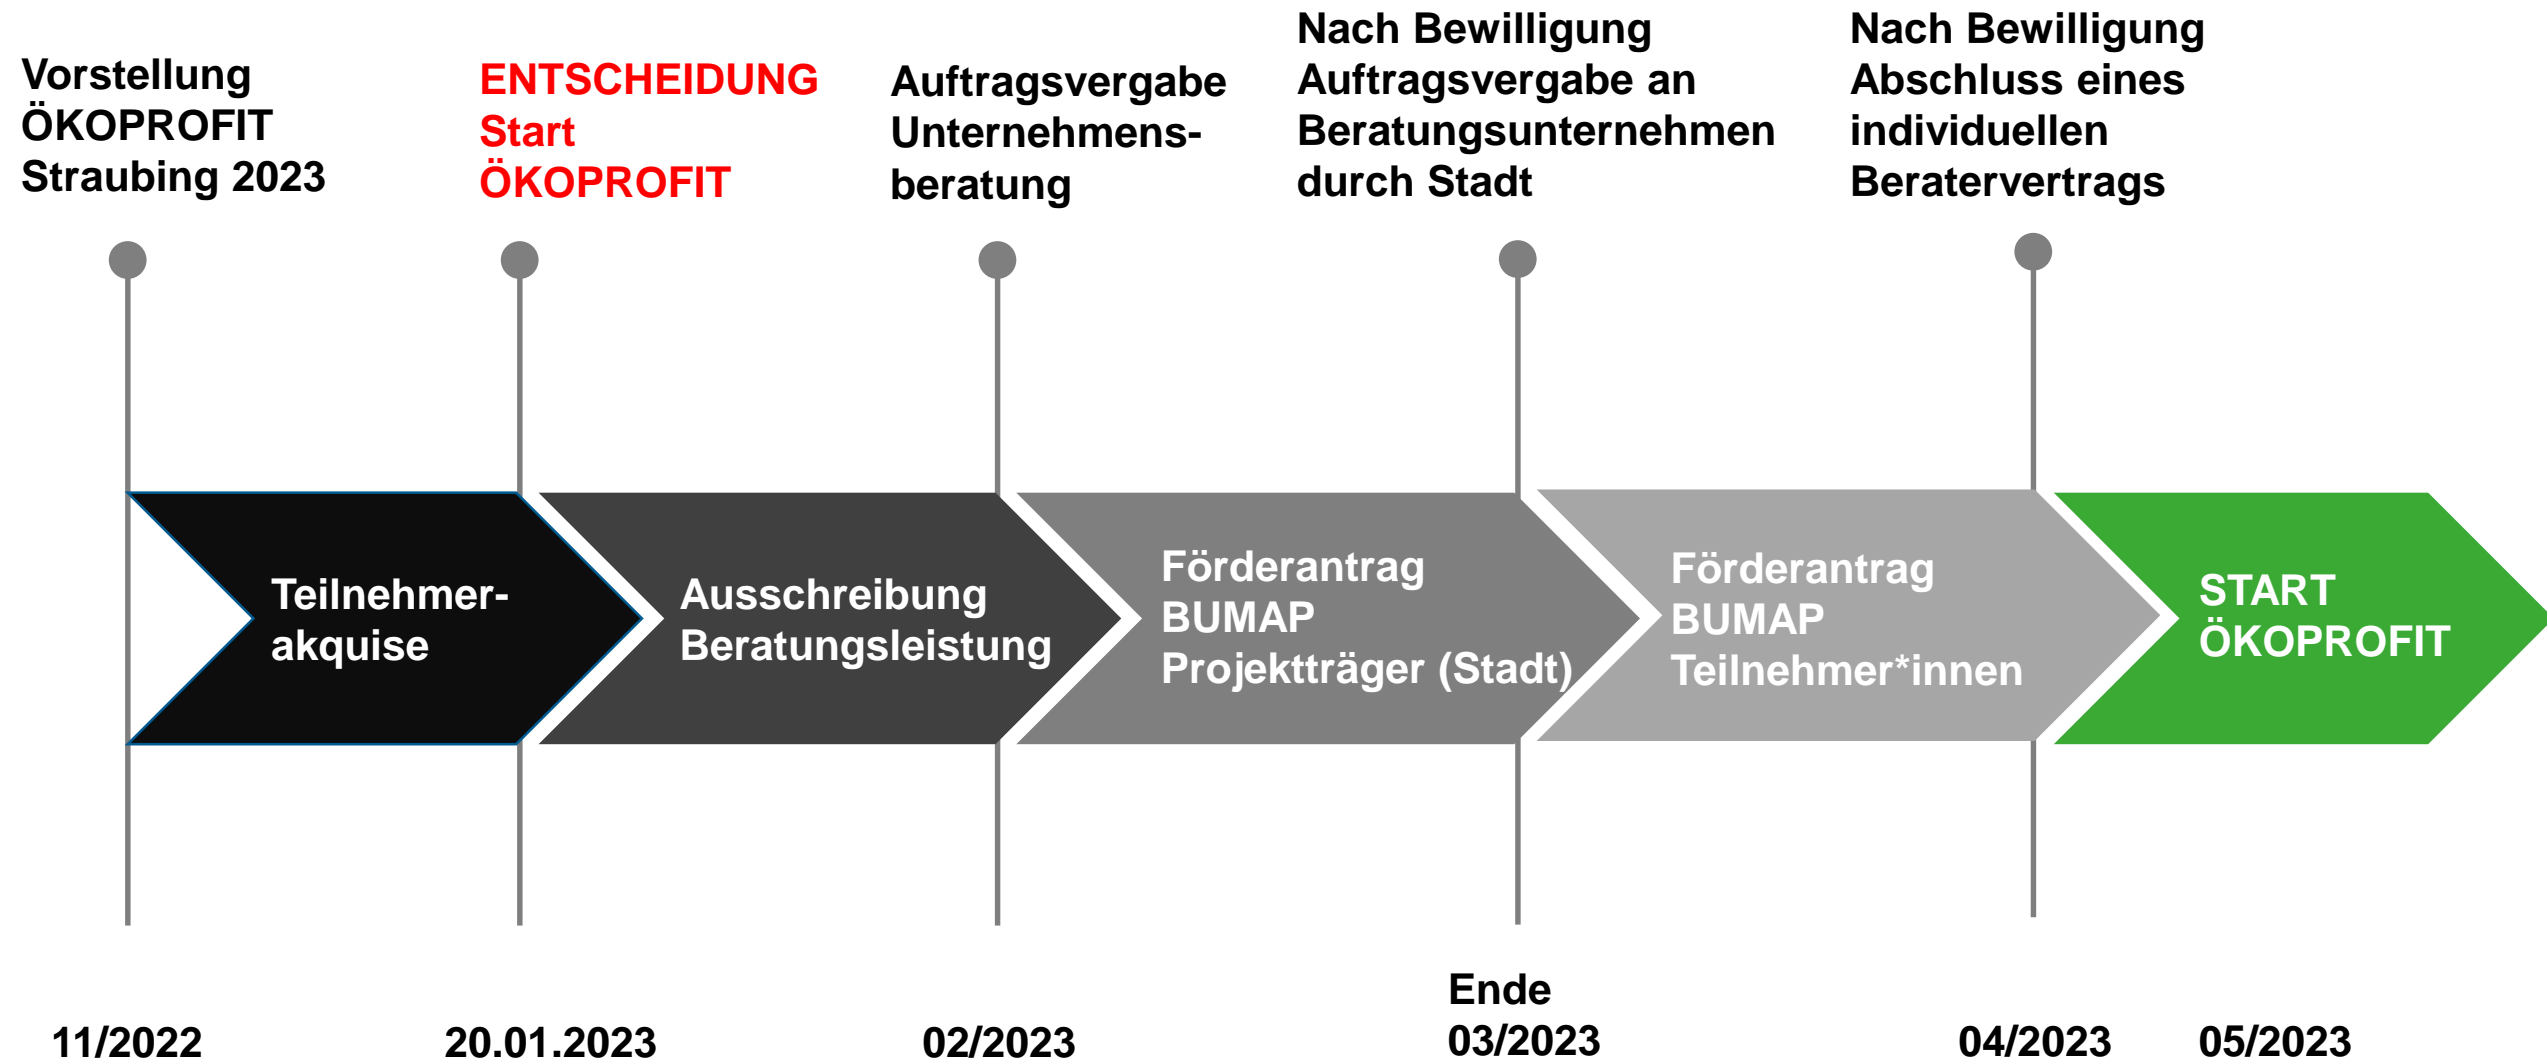 Vorstellung
ÖKOPROFIT
Straubing 2023
ENTSCHEIDUNG
Start
ÖKOPROFIT
Auftragsvergabe
Unternehmens-
beratung
Nach Bewilligung
Auftragsvergabe an
Beratungsunternehmen
durch Stadt
Nach Bewilligung
Abschluss eines
individuellen
Beratervertrags
Teilnehmer-
akquise
Ausschreibung
Beratungsleistung
Förderantrag
BUMAP
Projektträger (Stadt)
Förderantrag
BUMAP
Teilnehmer*innen
START
ÖKOPROFIT
11/2022
20.01.2023
02/2023
Ende
03/2023
04/2023
05/2023